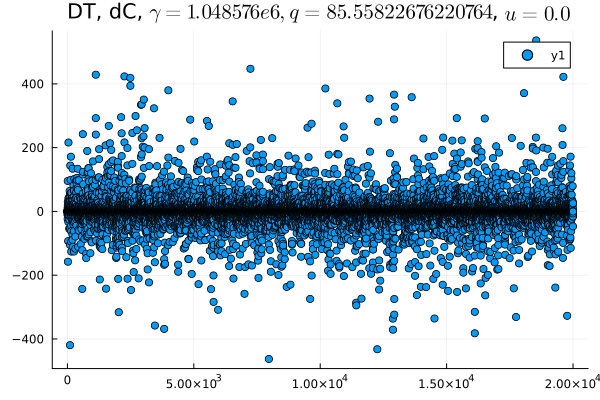 DT, dC, γ = 1.048576e6, q = 85.55822676220764, u = 0.0
y1
400
200
0
−200
−400
0 5.00×10³ 1.00×10⁴ 1.50×10⁴ 2.00×10⁴